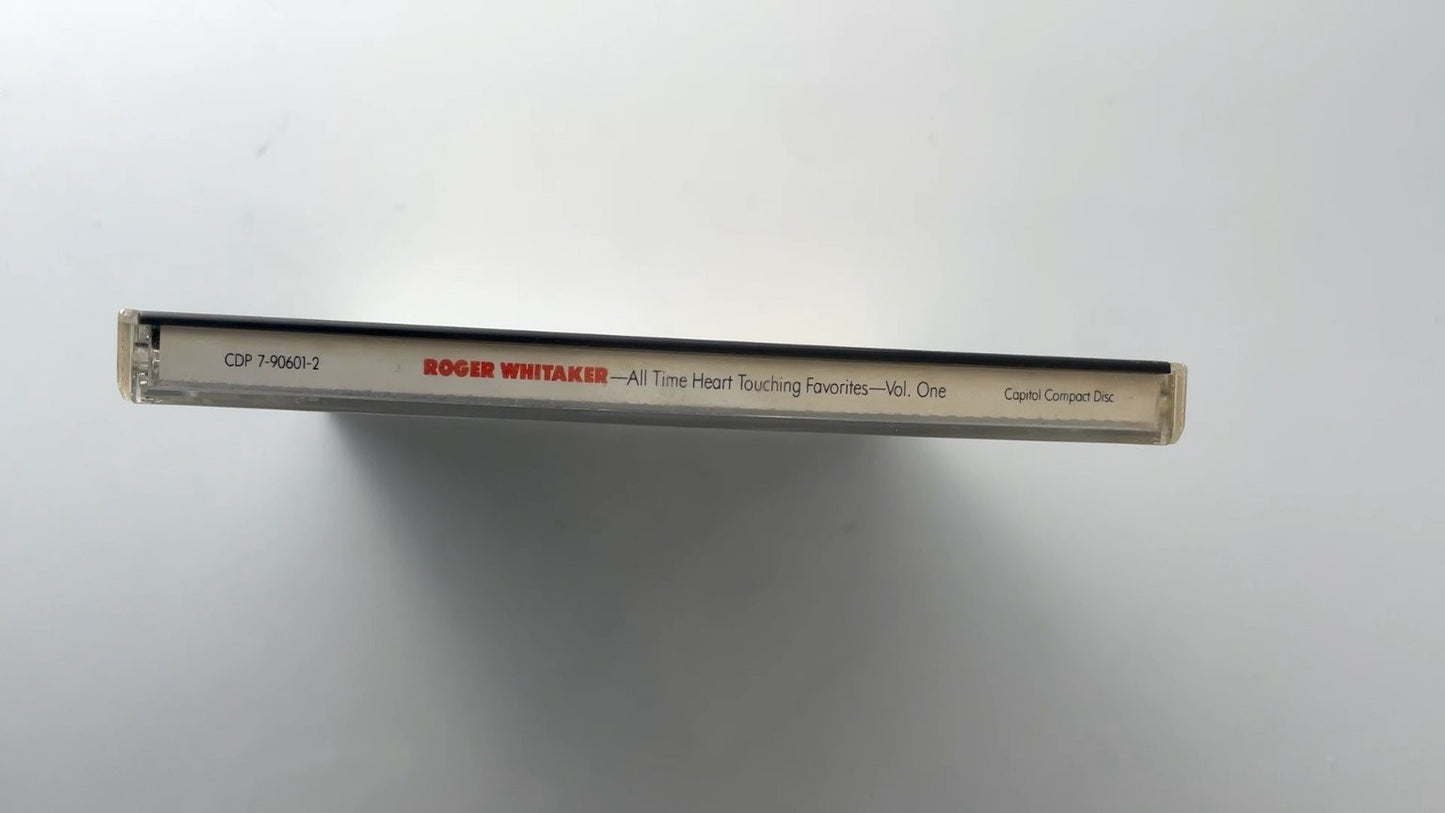 CDP 7-90601-2 ROGER WHITAKER—All Time Heart Touching Favorites—Vol. One Capitol Compact Disc